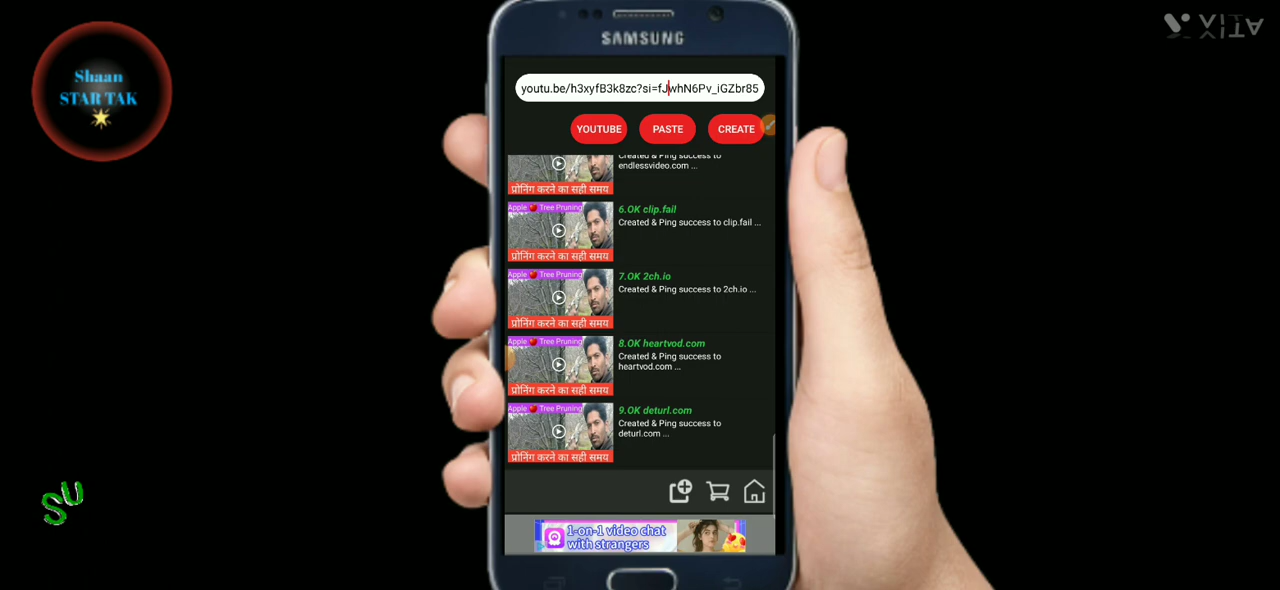 Shaan
STAR TAK
VITA
SAMSUNG
youtu.be/h3xyfB3k8zc?si=fJwhN6Pv_iGZbr85
YOUTUBE
PASTE
CREATE
Created & Ping success to
endlessvideo.com ...
प्रोनिंग करने का सही समय
Apple 🍎 Tree Pruning
6.OK clip.fail
Created & Ping success to clip.fail ...
प्रोनिंग करने का सही समय
Apple 🍎 Tree Pruning
7.OK 2ch.io
Created & Ping success to 2ch.io ...
प्रोनिंग करने का सही समय
Apple 🍎 Tree Pruning
8.OK heartvod.com
Created & Ping success to
heartvod.com ...
प्रोनिंग करने का सही समय
Apple 🍎 Tree Pruning
9.OK deturl.com
Created & Ping success to
deturl.com ...
प्रोनिंग करने का सही समय
SU
1-on-1 video chat
with strangers